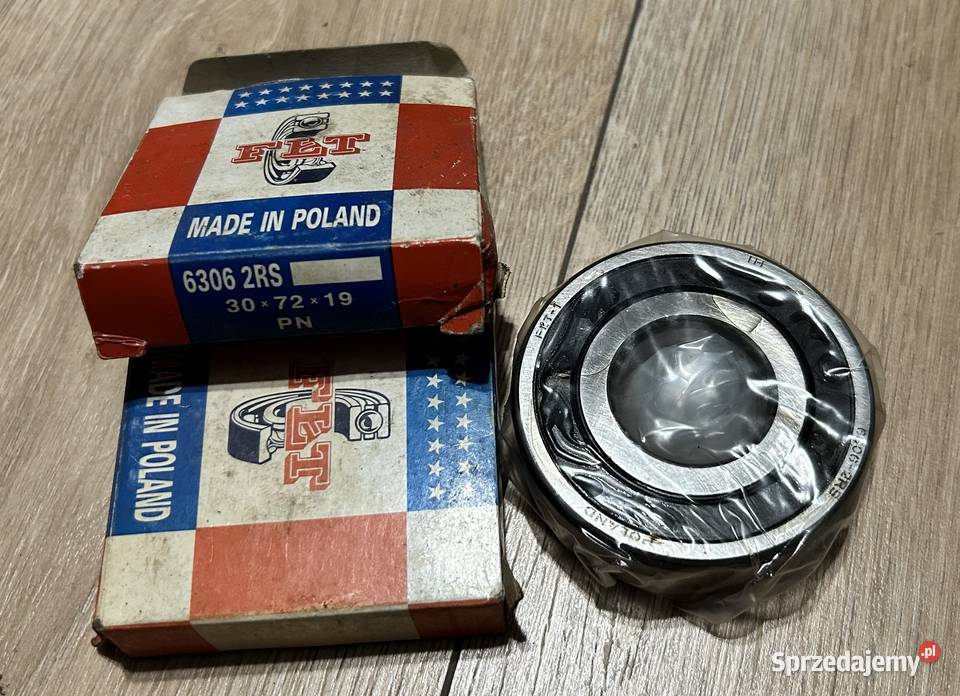 FŁT
MADE IN POLAND
6306 2RS
30×72×19
PN
MADE IN POLAND
FŁT
TH
6306-2RS
POLAND
Sprzedajemy.pl